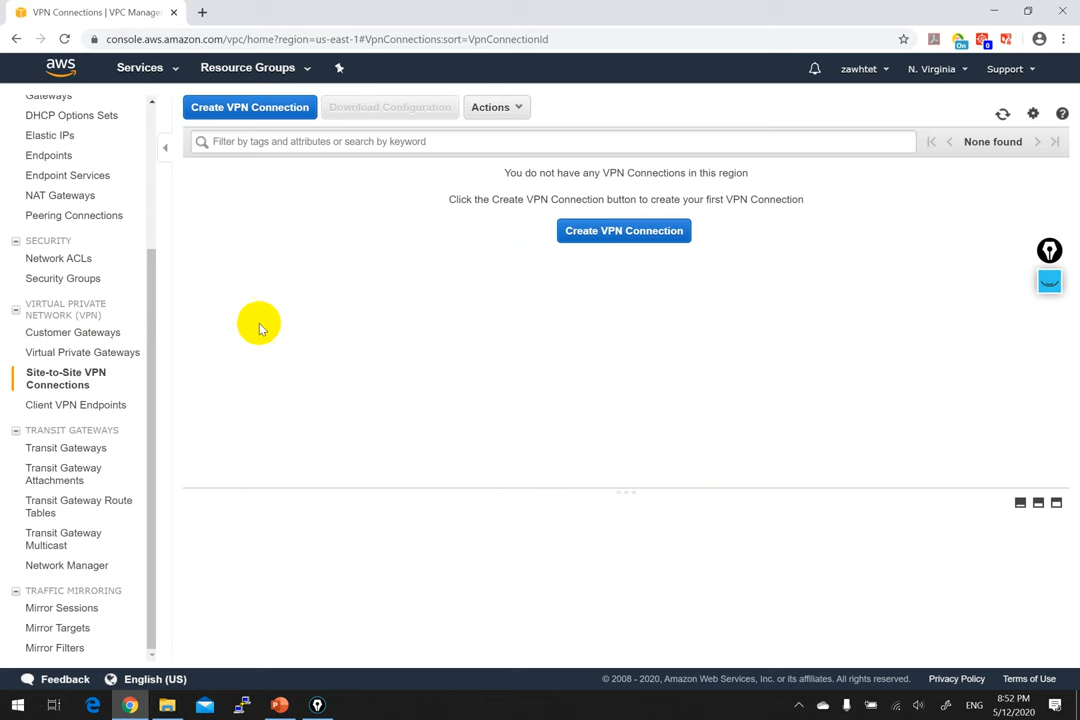 VPN Connections | VPC Manage
console.aws.amazon.com/vpc/home?region=us-east-1#VpnConnections:sort=VpnConnectionId
On
0
aws
Services
Resource Groups
zawhtet
N. Virginia
Support
Gateways
DHCP Options Sets
Elastic IPs
Endpoints
Endpoint Services
NAT Gateways
Peering Connections
SECURITY
Network ACLs
Security Groups
VIRTUAL PRIVATE
NETWORK (VPN)
Customer Gateways
Virtual Private Gateways
Site-to-Site VPN
Connections
Client VPN Endpoints
TRANSIT GATEWAYS
Transit Gateways
Transit Gateway
Attachments
Transit Gateway Route
Tables
Transit Gateway
Multicast
Network Manager
TRAFFIC MIRRORING
Mirror Sessions
Mirror Targets
Mirror Filters
Create VPN Connection
Download Configuration
Actions
Filter by tags and attributes or search by keyword
None found
You do not have any VPN Connections in this region
Click the Create VPN Connection button to create your first VPN Connection
Create VPN Connection
Feedback
English (US)
© 2008 - 2020, Amazon Web Services, Inc. or its affiliates. All rights reserved.
Privacy Policy
Terms of Use
ENG
8:52 PM
5/12/2020